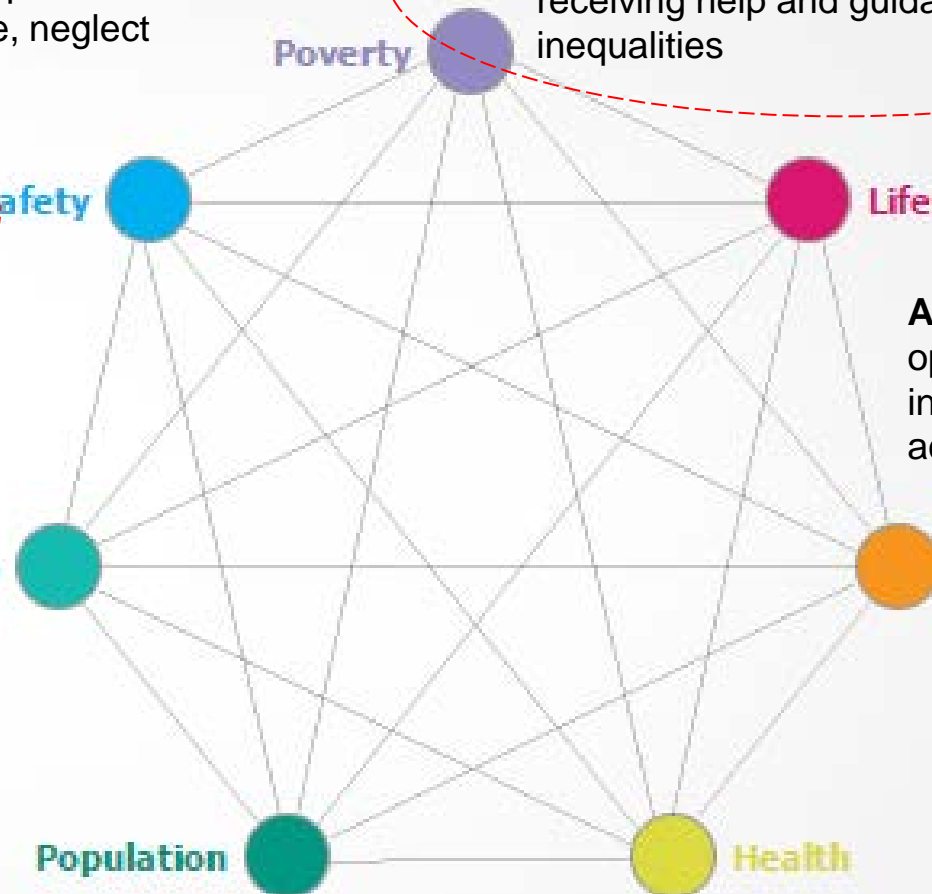 e, neglect
receiving help and guida
inequalities
Poverty
afety
Life
A
op
in
ac
Population
Health